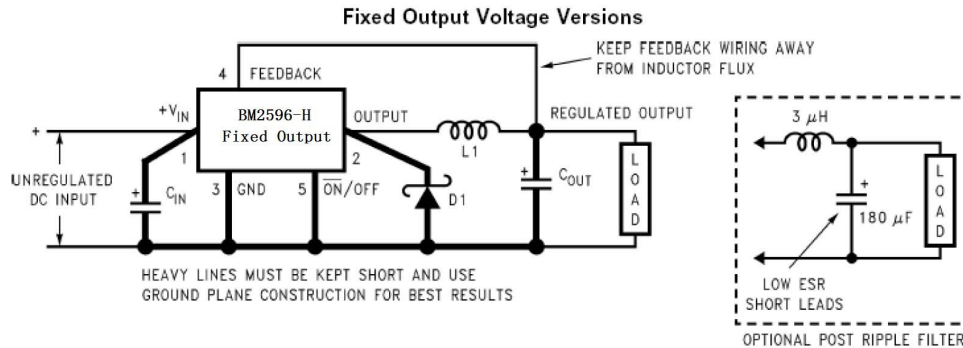 Fixed Output Voltage Versions
KEEP FEEDBACK WIRING AWAY
FROM INDUCTOR FLUX
4 FEEDBACK
+VIN
BM2596-H
Fixed Output
OUTPUT
REGULATED OUTPUT
3 μH
+
1
2
L1
UNREGULATED
DC INPUT
+
CIN
3 GND
5 ON/OFF
D1
+
COUT
LOAD
+
180 μF
LOAD
HEAVY LINES MUST BE KEPT SHORT AND USE
GROUND PLANE CONSTRUCTION FOR BEST RESULTS
LOW ESR
SHORT LEADS
OPTIONAL POST RIPPLE FILTER